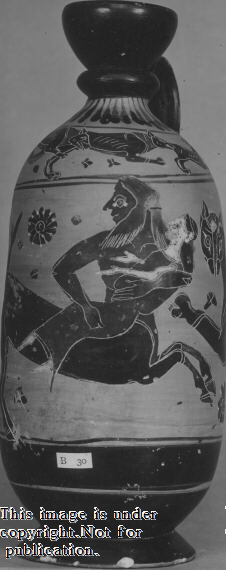 B 30
This image is under
copyright.Not for
publication.